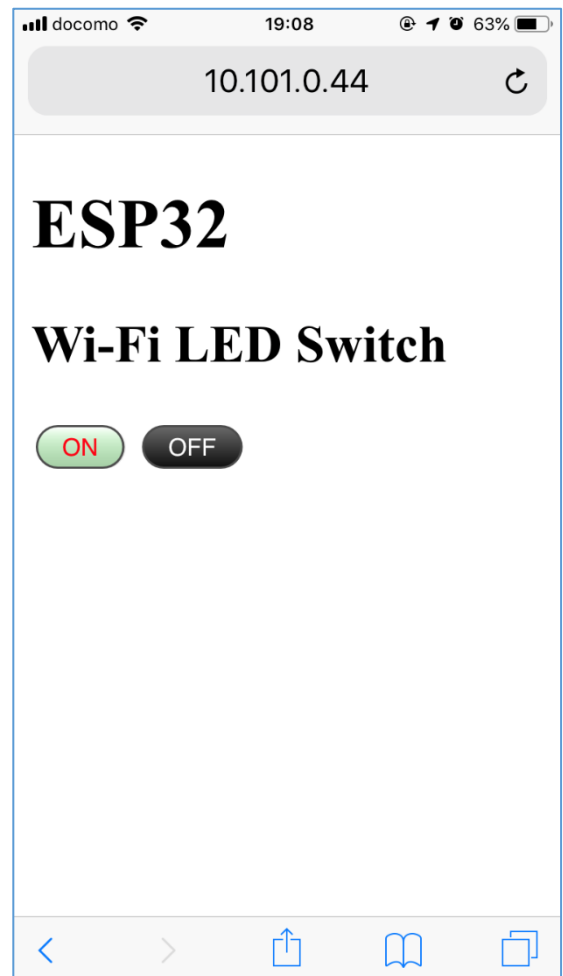 docomo 19:08 63%
10.101.0.44
ESP32
Wi-Fi LED Switch
ON OFF